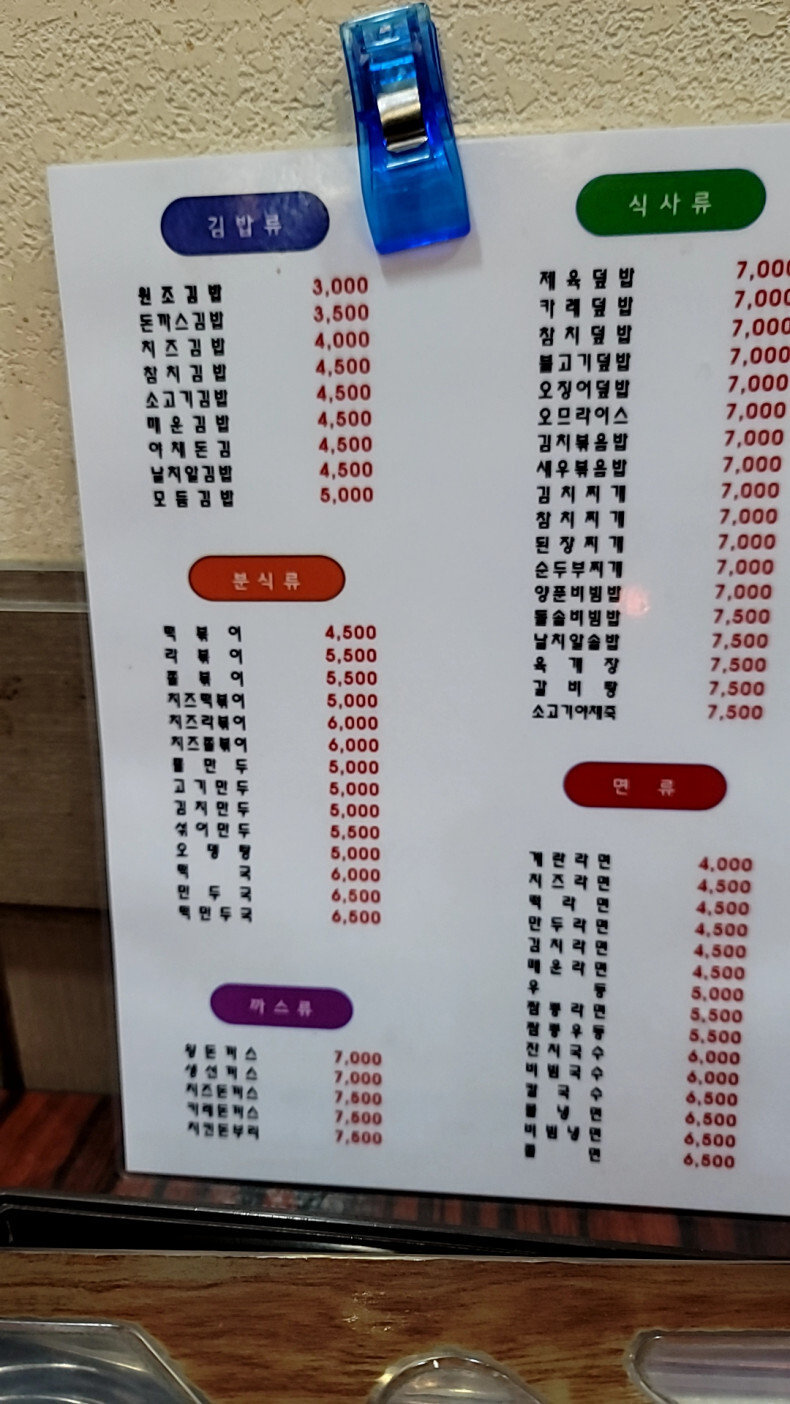 김밥류
원조김밥 3,000
돈까스김밥 3,500
치즈김밥 4,000
참치김밥 4,500
소고기김밥 4,500
매운김밥 4,500
야채돈김 4,500
날치알김밥 4,500
모듬김밥 5,000
분식류
떡볶이 4,500
라볶이 5,500
쫄볶이 5,500
치즈떡볶이 5,000
치즈라볶이 6,000
치즈쫄볶이 6,000
물만두 5,000
고기만두 5,000
김치만두 5,000
섞어만두 5,500
오뎅탕 5,000
떡국 6,000
만두국 6,500
떡만두국 6,500
까스류
왕돈까스 7,000
생선까스 7,000
치즈돈까스 7,500
카레돈까스 7,500
치킨돈부리 7,500
식사류
제육덮밥 7,000
카레덮밥 7,000
참치덮밥 7,000
불고기덮밥 7,000
오징어덮밥 7,000
오므라이스 7,000
김치볶음밥 7,000
새우볶음밥 7,000
김치찌개 7,000
참치찌개 7,000
된장찌개 7,000
순두부찌개 7,000
양푼비빔밥 7,000
돌솥비빔밥 7,500
날치알솥밥 7,500
육개장 7,500
갈비탕 7,500
소고기야채죽 7,500
면류
계란라면 4,000
치즈라면 4,500
떡라면 4,500
만두라면 4,500
김치라면 4,500
매운라면 4,500
우동 5,000
짬뽕라면 5,500
짬뽕우동 5,500
잔치국수 6,000
비빔국수 6,000
칼국수 6,500
물냉면 6,500
비빔냉면 6,500
쫄면 6,500